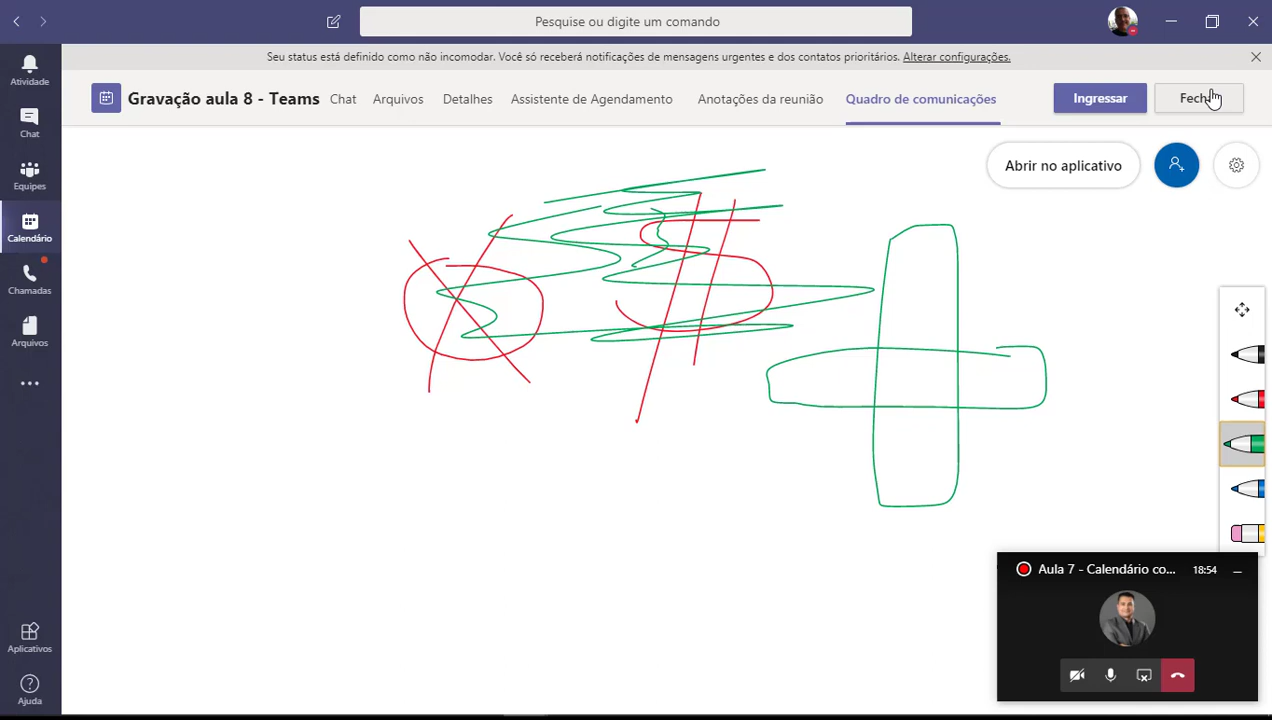 Pesquise ou digite um comando
Seu status está definido como não incomodar. Você só receberá notificações de mensagens urgentes e dos contatos prioritários. Alterar configurações.
Gravação aula 8 - Teams Chat Arquivos Detalhes Assistente de Agendamento Anotações da reunião Quadro de comunicações Ingressar
Atividade
Chat
Equipes
Calendário
Chamadas
Arquivos
Aplicativos
Ajuda
Abrir no aplicativo
Aula 7 - Calendário co... 18:54